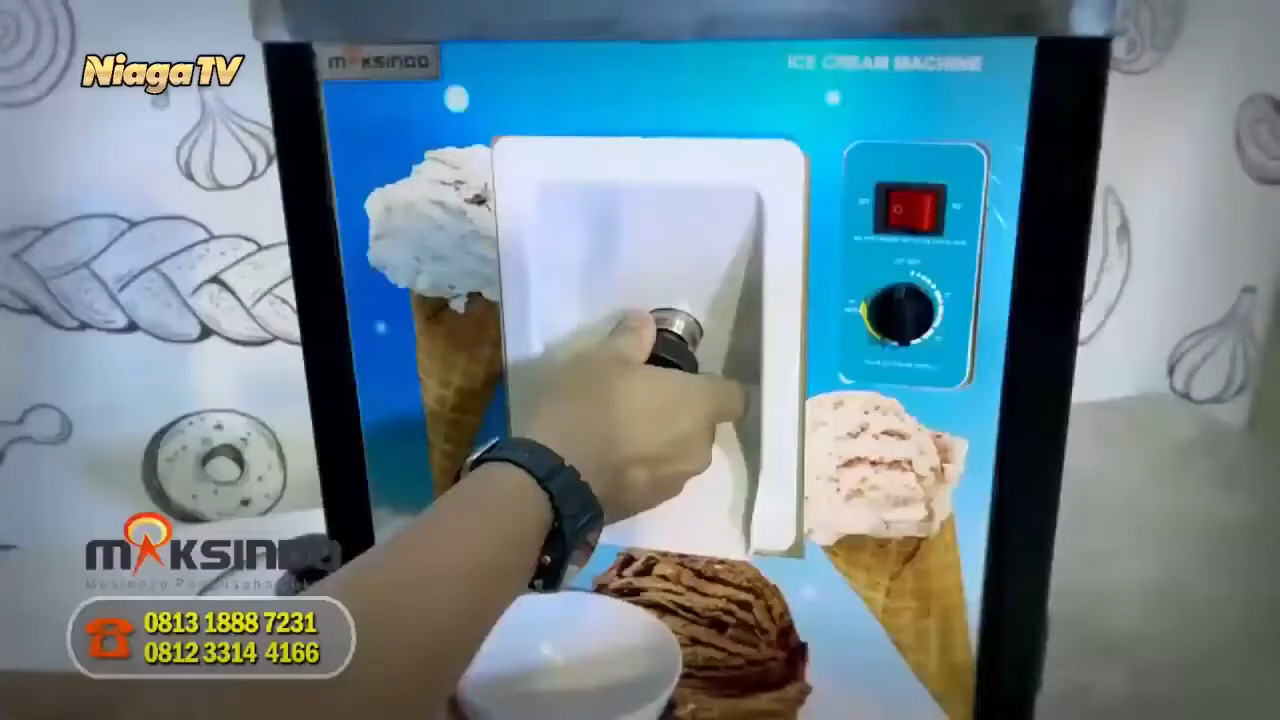 NiagaTV
MAKSINDO
ICE CREAM MACHINE
MAKSINDO
0813 1888 7231
0812 3314 4166